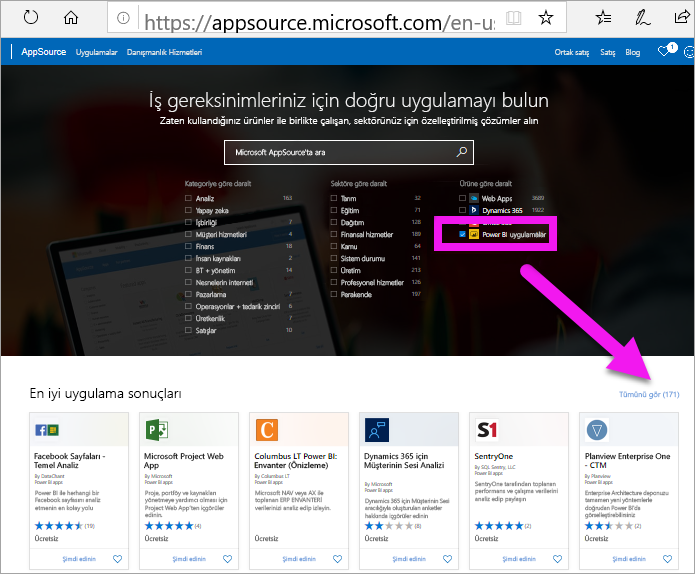 https://appsource.microsoft.com/en-us
AppSource Uygulamalar Danışmanlık Hizmetleri Ortak satış Satış Blog 1
İş gereksinimleriniz için doğru uygulamayı bulun
Zaten kullandığınız ürünler ile birlikte çalışan, sektörünüz için özelleştirilmiş çözümler alın
Microsoft AppSource'ta ara
Kategoriye göre daralt
Analiz 163
Yapay zeka
İşbirliği 7
Müşteri hizmetleri 4
Finans 18
İnsan kaynakları 2
BT + yönetim 14
Nesnelerin interneti
Pazarlama 7
Operasyonlar + tedarik zinciri 6
Üretkenlik 7
Satışlar 10
Sektöre göre daralt
Tarım 32
Eğitim 71
Dağıtım 128
Finansal hizmetler 189
Kamu 64
Sistem durumu 141
Üretim 213
Profesyonel hizmetler 126
Perakende 197
Ürüne göre daralt
Web Apps 3689
Dynamics 365 1922
Power BI uygulamalar
En iyi uygulama sonuçları
Tümünü gör (171)
Facebook Sayfaları -
Temel Analiz
By DataChant
Power BI apps
Power BI ile herhangi bir
Facebook sayfasını analiz
etmenin en kolay yolu
(19)
Ücretsiz
Şimdi edinin
Microsoft Project Web
App
By Microsoft
Power BI apps
Proje, portföy ve kaynakları
yönetmeye yardımcı olması için
Project Web App'ten içgörüler
edinin.
(4)
Ücretsiz
Şimdi edinin
Columbus LT Power BI:
Envanter (Önizleme)
By Columbus LT
Power BI apps
Microsoft NAV veya AX ile
toplanan ERP ENVANTERİ
verilerinizi analiz edip izleyin.
Ücretsiz
Şimdi edinin
Dynamics 365 için
Müşterinin Sesi Analizi
By Microsoft
Power BI apps
Dynamics 365 için Müşterinin Sesi
aracılığıyla oluşturulan anketler
hakkında içgörüler edinin
(8)
Ücretsiz
Şimdi edinin
S1
SentryOne
By SQL Sentry, LLC
Power BI apps
SentryOne tarafından toplanan
performans ve çalışma verilerini
analiz edip izleyin.
(2)
Ücretsiz
Şimdi edinin
Planview Enterprise One
- CTM
By Planview
Power BI apps
Enterprise Architecture deponuzu
tamamen yeni yöntemlerle
doğrudan Power BI'da
görselleştirebilirsiniz
(2)
Ücretsiz
Şimdi edinin